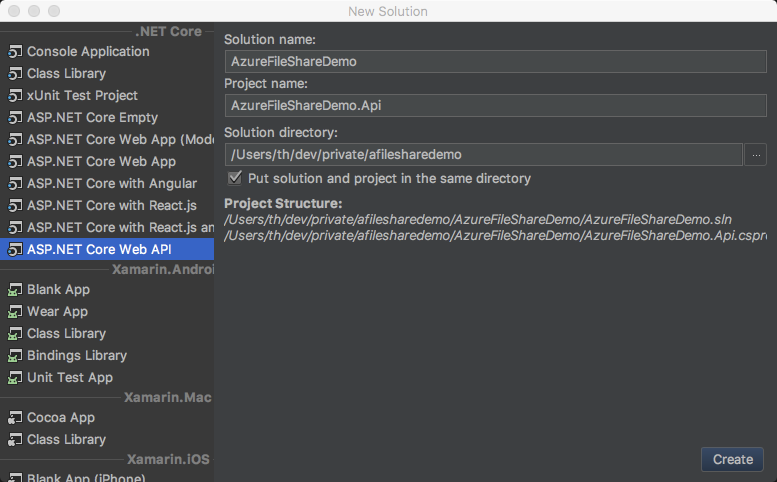 New Solution
.NET Core
Console Application
Class Library
xUnit Test Project
ASP.NET Core Empty
ASP.NET Core Web App (Mod
ASP.NET Core Web App
ASP.NET Core with Angular
ASP.NET Core with React.js
ASP.NET Core with React.js an
ASP.NET Core Web API
Xamarin.Androi
Blank App
Wear App
Class Library
Bindings Library
Unit Test App
Xamarin.Mac
Cocoa App
Class Library
Xamarin.iOS
Blank App (iPhone)
Solution name:
AzureFileShareDemo
Project name:
AzureFileShareDemo.Api
Solution directory:
/Users/th/dev/private/afilesharedemo
...
Put solution and project in the same directory
Project Structure:
/Users/th/dev/private/afilesharedemo/AzureFileShareDemo/AzureFileShareDemo.sln
/Users/th/dev/private/afilesharedemo/AzureFileShareDemo/AzureFileShareDemo.Api.cspro
Create